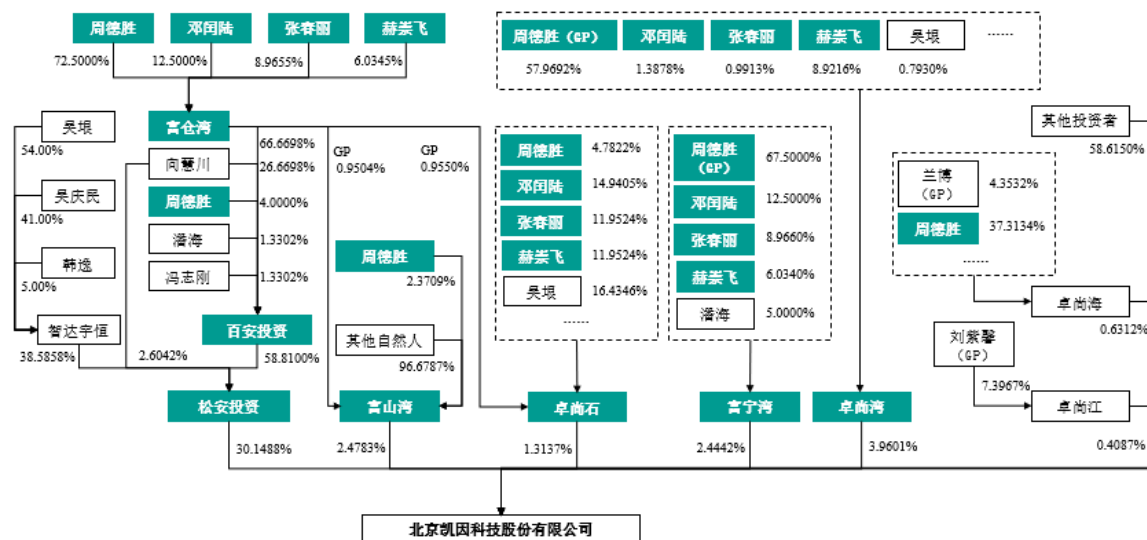 周德胜 邓闰陆 张春丽 赫崇飞
72.5000% 12.5000% 8.9655% 6.0345%
周德胜（GP） 邓闰陆 张春丽 赫崇飞 吴垠 ······
57.9692% 1.3878% 0.9913% 8.9216% 0.7930%
吴垠
54.00%
吴庆民
41.00%
韩逸
5.00%
智达宇恒
38.5858%
富仓湾
66.6698%
向慧川
26.6698%
周德胜
4.0000%
潘海
1.3302%
冯志刚
1.3302%
百安投资
2.6042% 58.8100%
松安投资
30.1488%
GP
0.9504%
GP
0.9550%
周德胜
2.3709%
其他自然人
96.6787%
富山湾
2.4783%
周德胜 4.7822%
邓闰陆 14.9405%
张春丽 11.9524%
赫崇飞 11.9524%
吴垠 16.4346%
······
卓尚石
1.3137%
周德胜
（GP）
67.5000%
邓闰陆 12.5000%
张春丽 8.9660%
赫崇飞 6.0340%
潘海 5.0000%
富宁湾
2.4442%
卓尚湾
3.9601%
其他投资者
58.6150%
兰博
（GP）
4.3532%
周德胜 37.3134%
······
卓尚海
0.6312%
刘紫馨
（GP）
7.3967%
卓尚江
0.4087%
北京凯因科技股份有限公司